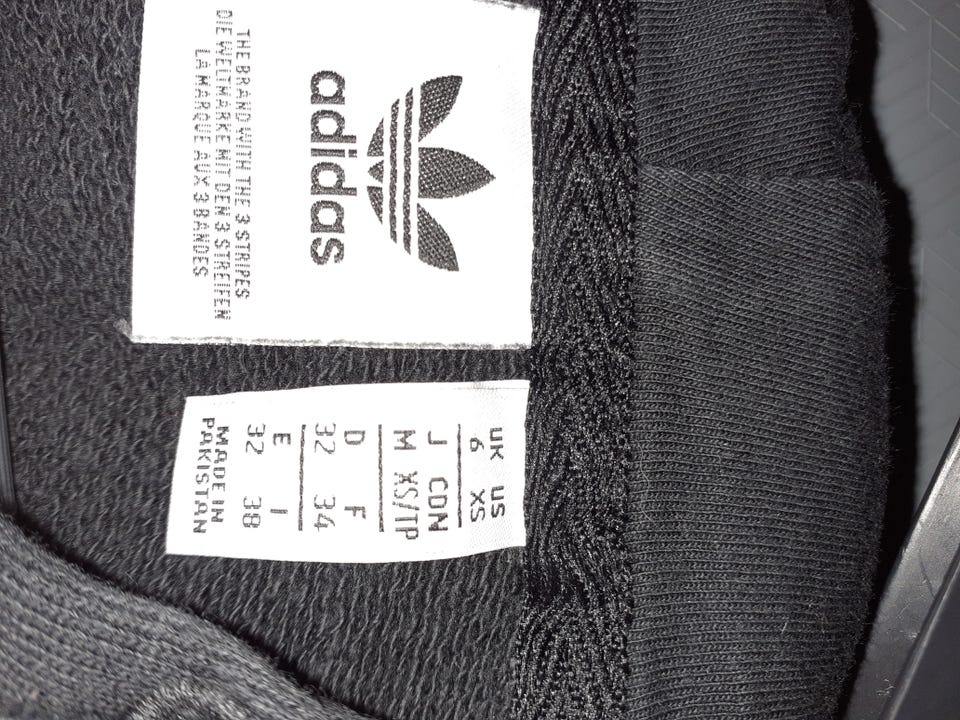 adidas
THE BRAND WITH THE 3 STRIPES
DIE WELTMARKE MIT DEN 3 STREIFEN
LA MARQUE AUX 3 BANDES
UK US
6 XS
J CDN
M XS/TP
D F
32 34
E I
32 38
MADE IN
PAKISTAN